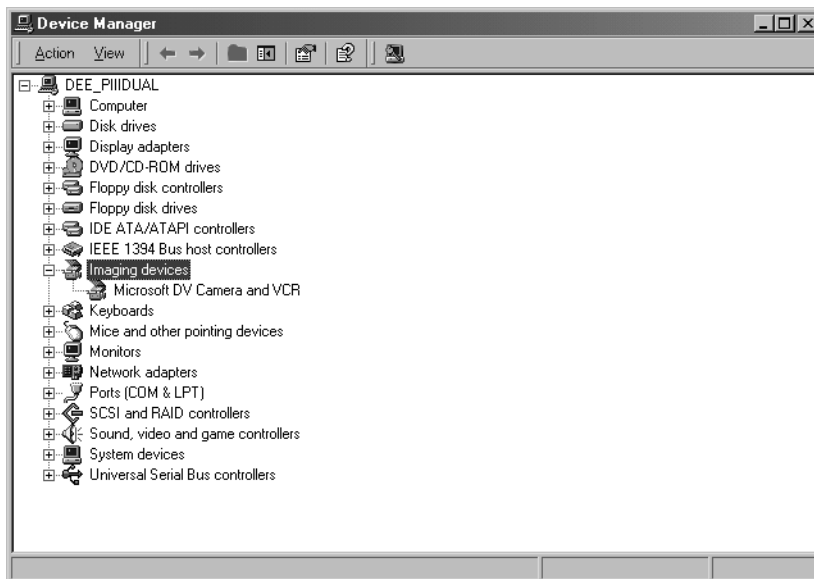 Device Manager
Action View
DEE_PIIIDUAL
Computer
Disk drives
Display adapters
DVD/CD-ROM drives
Floppy disk controllers
Floppy disk drives
IDE ATA/ATAPI controllers
IEEE 1394 Bus host controllers
Imaging devices
Microsoft DV Camera and VCR
Keyboards
Mice and other pointing devices
Monitors
Network adapters
Ports (COM & LPT)
SCSI and RAID controllers
Sound, video and game controllers
System devices
Universal Serial Bus controllers